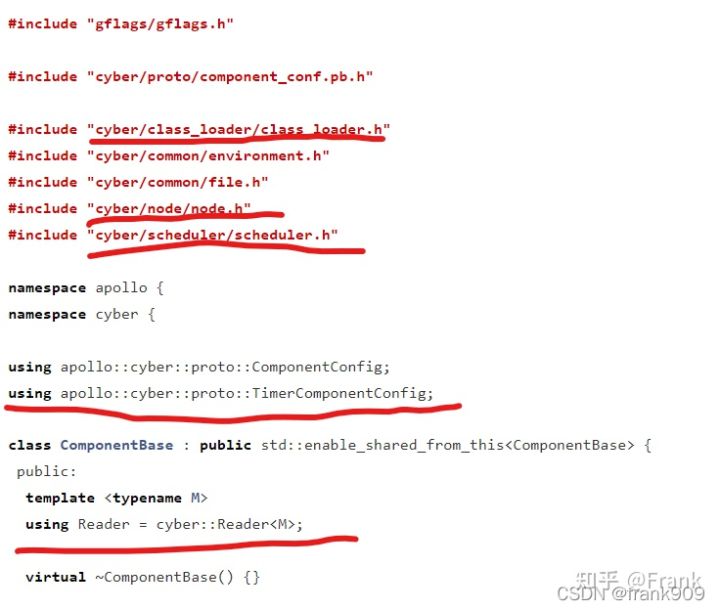 #include "gflags/gflags.h"
#include "cyber/proto/component_conf.pb.h"
#include "cyber/class_loader/class_loader.h"
#include "cyber/common/environment.h"
#include "cyber/common/file.h"
#include "cyber/node/node.h"
#include "cyber/scheduler/scheduler.h"
namespace apollo {
namespace cyber {
using apollo::cyber::proto::ComponentConfig;
using apollo::cyber::proto::TimerComponentConfig;
class ComponentBase : public std::enable_shared_from_this<ComponentBase> {
public:
template <typename M>
using Reader = cyber::Reader<M>;
virtual ~ComponentBase() {}
知乎 @Frank
CSDN @frank909